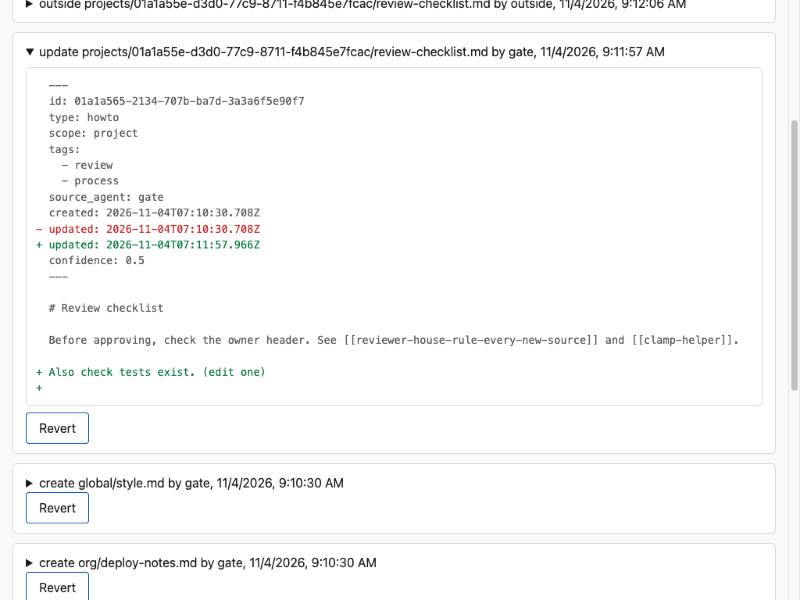 ▶ outside projects/01a1a55e-d3d0-77c9-8711-f4b845e7fcac/review-checklist.md by outside, 11/4/2026, 9:12:06 AM
▼ update projects/01a1a55e-d3d0-77c9-8711-f4b845e7fcac/review-checklist.md by gate, 11/4/2026, 9:11:57 AM
---
id: 01a1a565-2134-707b-ba7d-3a3a6f5e90f7
type: howto
scope: project
tags:
- review
- process
source_agent: gate
created: 2026-11-04T07:10:30.708Z
- updated: 2026-11-04T07:10:30.708Z
+ updated: 2026-11-04T07:11:57.966Z
confidence: 0.5
---
# Review checklist
Before approving, check the owner header. See [[reviewer-house-rule-every-new-source]] and [[clamp-helper]].
+ Also check tests exist. (edit one)
+
Revert
▶ create global/style.md by gate, 11/4/2026, 9:10:30 AM
Revert
▶ create org/deploy-notes.md by gate, 11/4/2026, 9:10:30 AM
Revert